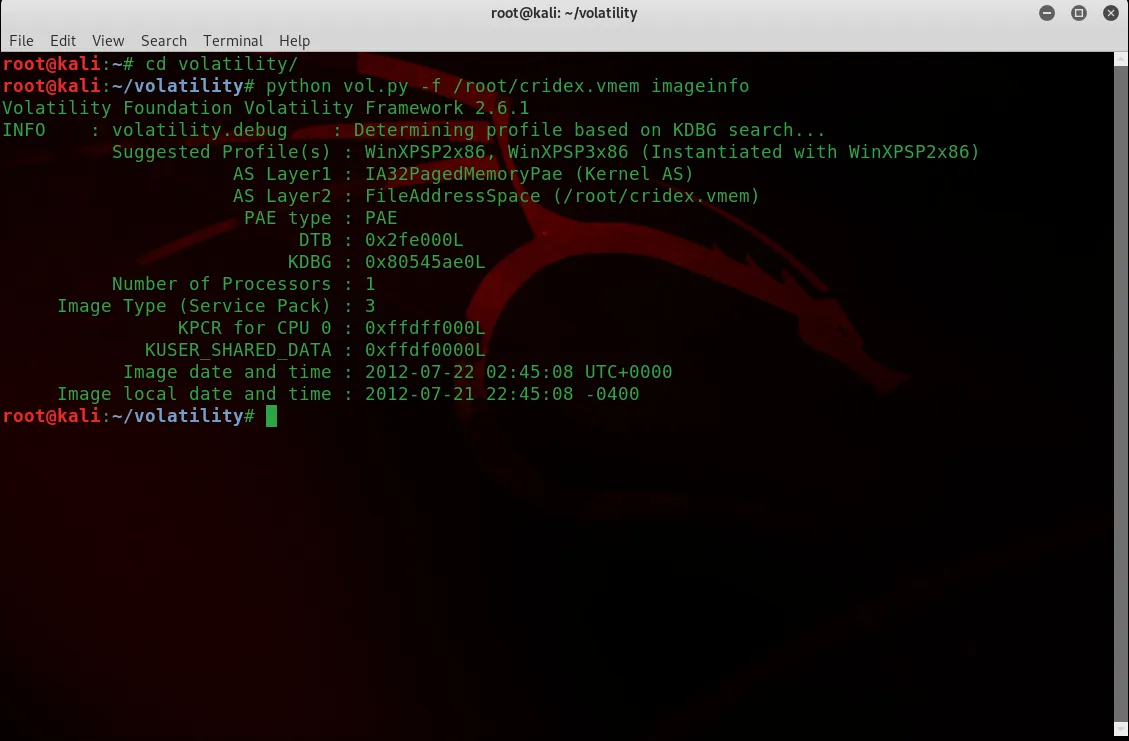 root@kali: ~/volatility
File Edit View Search Terminal Help
root@kali:~# cd volatility/
root@kali:~/volatility# python vol.py -f /root/cridex.vmem imageinfo
Volatility Foundation Volatility Framework 2.6.1
INFO    : volatility.debug    : Determining profile based on KDBG search...
          Suggested Profile(s) : WinXPSP2x86, WinXPSP3x86 (Instantiated with WinXPSP2x86)
                     AS Layer1 : IA32PagedMemoryPae (Kernel AS)
                     AS Layer2 : FileAddressSpace (/root/cridex.vmem)
                      PAE type : PAE
                           DTB : 0x2fe000L
                          KDBG : 0x80545ae0L
          Number of Processors : 1
     Image Type (Service Pack) : 3
                KPCR for CPU 0 : 0xffdff000L
             KUSER_SHARED_DATA : 0xffdf0000L
           Image date and time : 2012-07-22 02:45:08 UTC+0000
     Image local date and time : 2012-07-21 22:45:08 -0400
root@kali:~/volatility#